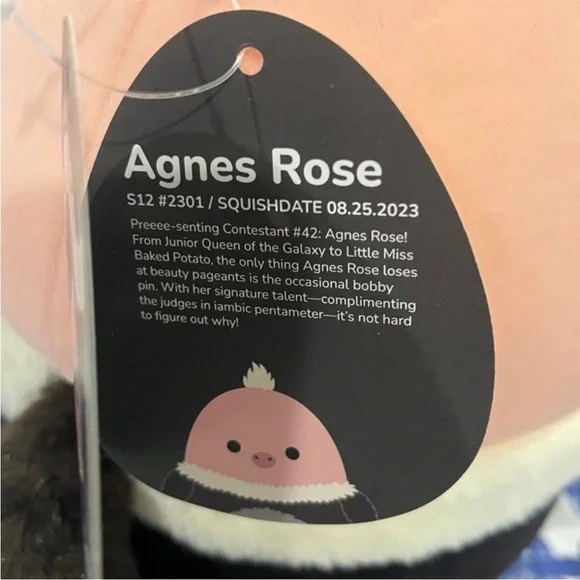 Agnes Rose
S12 #2301 / SQUISHDATE 08.25.2023
Preeee-senting Contestant #42: Agnes Rose!
From Junior Queen of the Galaxy to Little Miss
Baked Potato, the only thing Agnes Rose loses
at beauty pageants is the occasional bobby
pin. With her signature talent—complimenting
the judges in iambic pentameter—it's not hard
to figure out why!